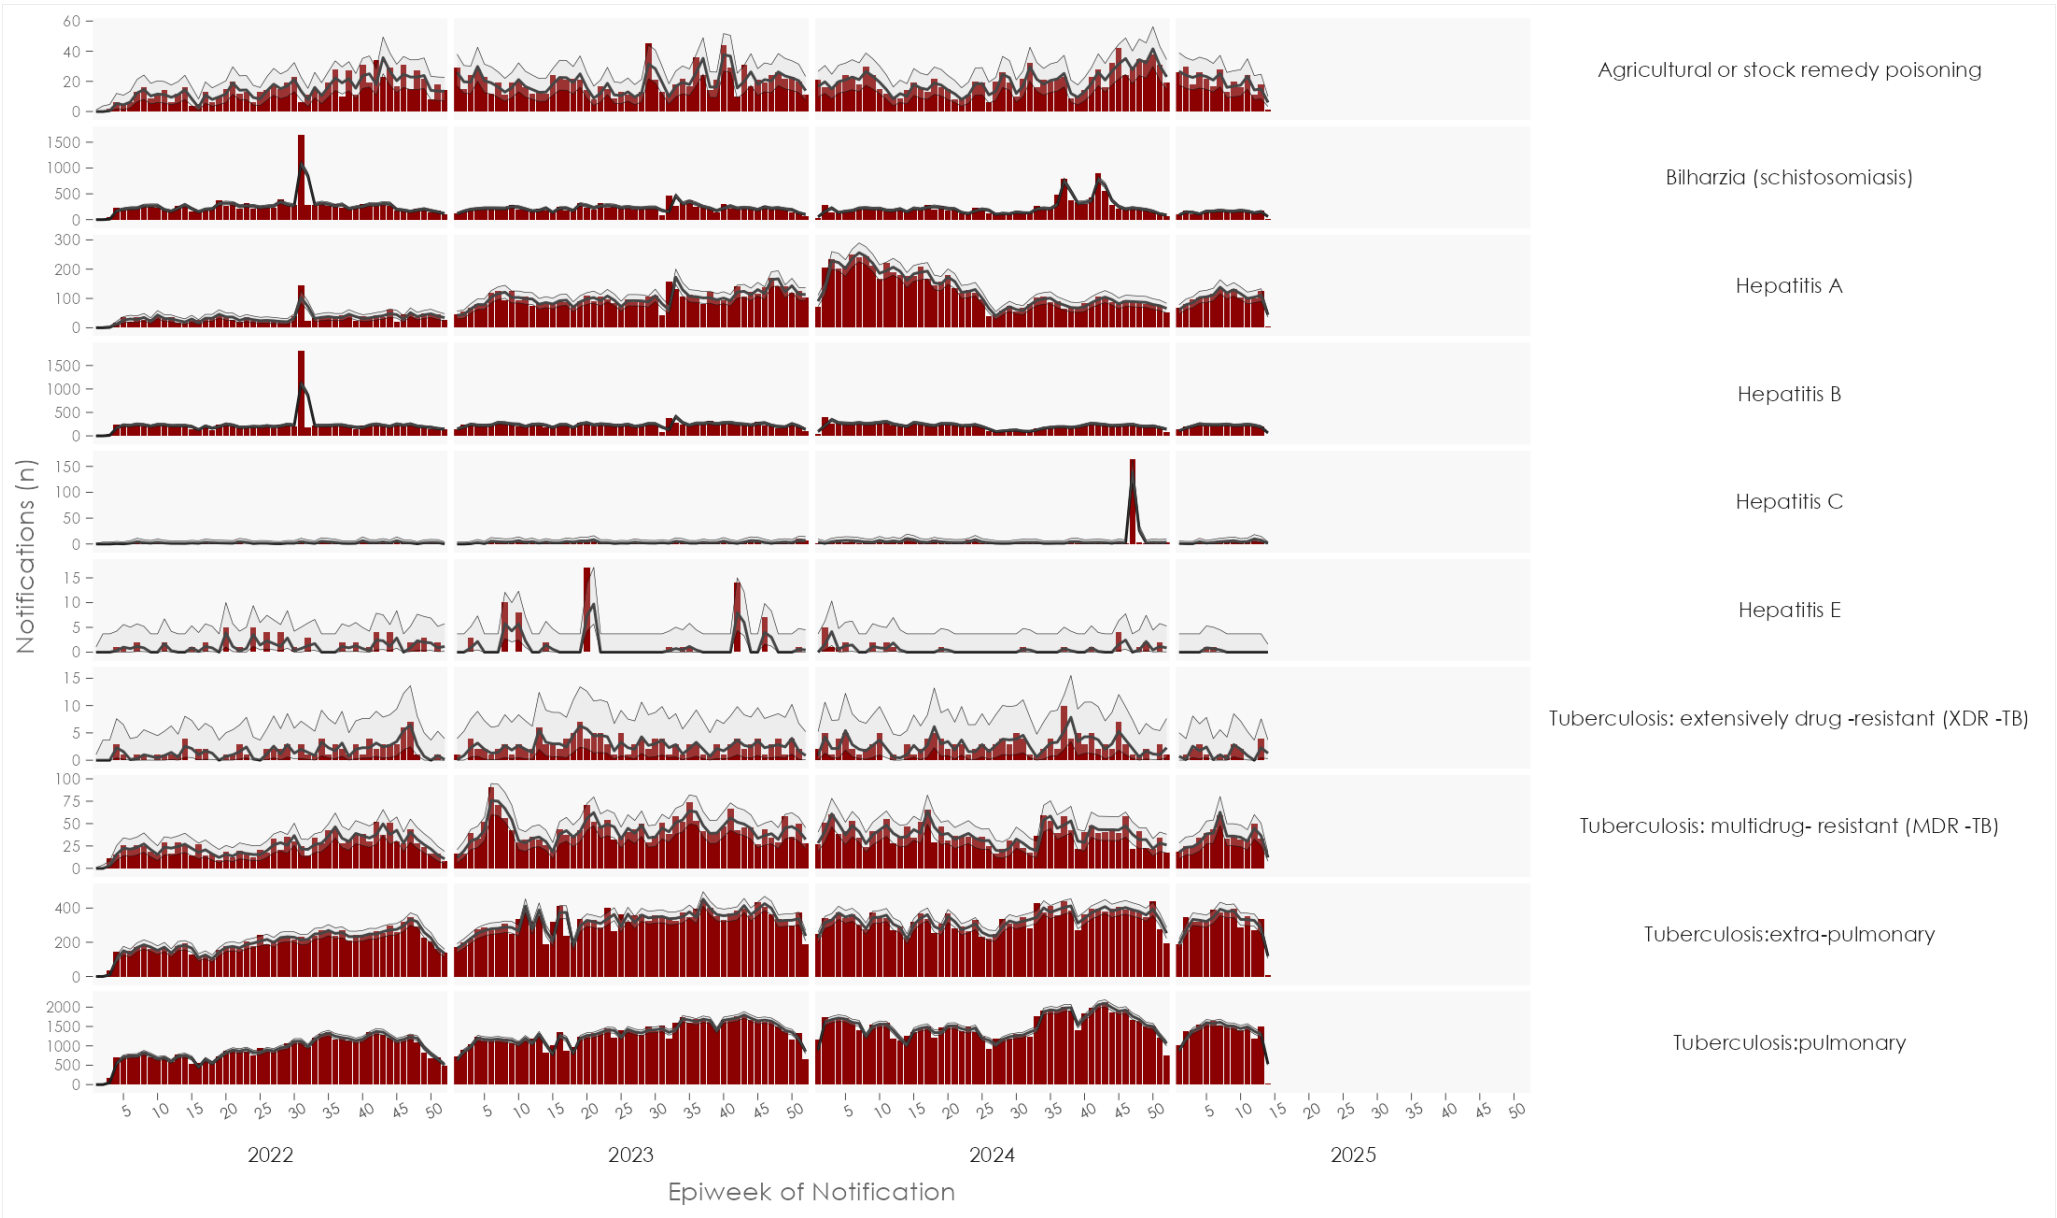 60
40
20
0
Agricultural or stock remedy poisoning
1500
1000
500
0
Bilharzia (schistosomiasis)
300
200
100
0
Hepatitis A
1500
1000
500
0
Hepatitis B
150
100
50
0
Hepatitis C
15
10
5
0
Hepatitis E
15
10
5
0
Tuberculosis: extensively drug -resistant (XDR -TB)
100
75
50
25
0
Tuberculosis: multidrug- resistant (MDR -TB)
400
200
0
Tuberculosis:extra-pulmonary
2000
1500
1000
500
0
Tuberculosis:pulmonary
Notifications (n)
5 10 15 20 25 30 35 40 45 50 5 10 15 20 25 30 35 40 45 50 5 10 15 20 25 30 35 40 45 50 5 10 15 20 25 30 35 40 45 50
2022 2023 2024 2025
Epiweek of Notification